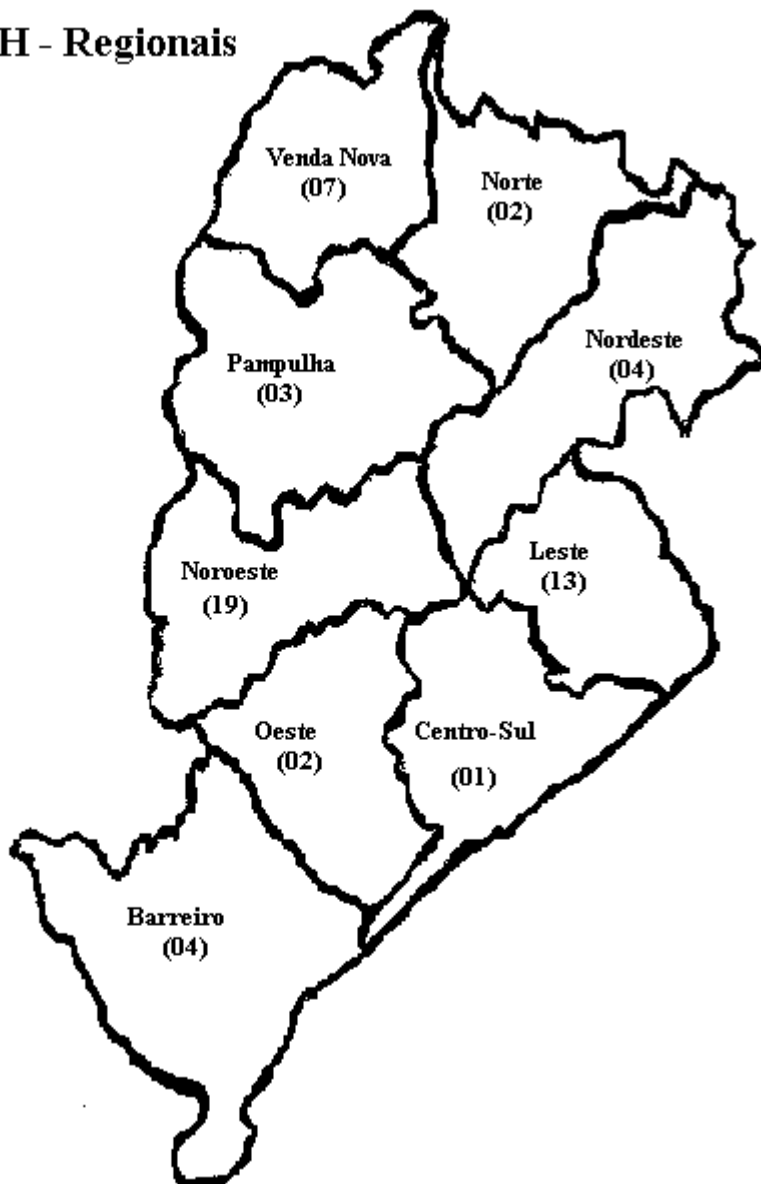 H - Regionais
Venda Nova
(07)
Norte
(02)
Nordeste
(04)
Pampulha
(03)
Leste
(13)
Noroeste
(19)
Oeste
(02)
Centro-Sul
(01)
Barreiro
(04)